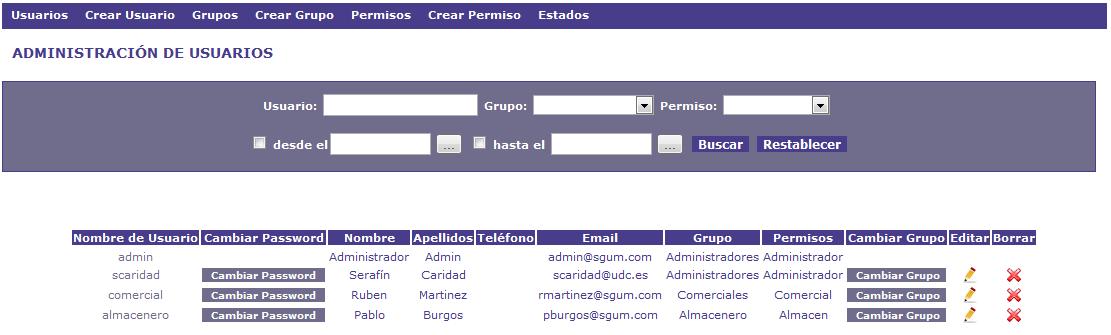 Usuarios Crear Usuario Grupos Crear Grupo Permisos Crear Permiso Estados
ADMINISTRACIÓN DE USUARIOS
Usuario: Grupo: Permiso:
desde el ... hasta el ... Buscar Restablecer
Nombre de Usuario Cambiar Password Nombre Apellidos Teléfono Email Grupo Permisos Cambiar Grupo Editar Borrar
admin Administrador Admin admin@sgum.com Administradores Administrador
scaridad Cambiar Password Serafín Caridad scaridad@udc.es Administradores Administrador Cambiar Grupo
comercial Cambiar Password Ruben Martinez rmartinez@sgum.com Comerciales Comercial Cambiar Grupo
almacenero Cambiar Password Pablo Burgos pburgos@sgum.com Almacenero Almacen Cambiar Grupo